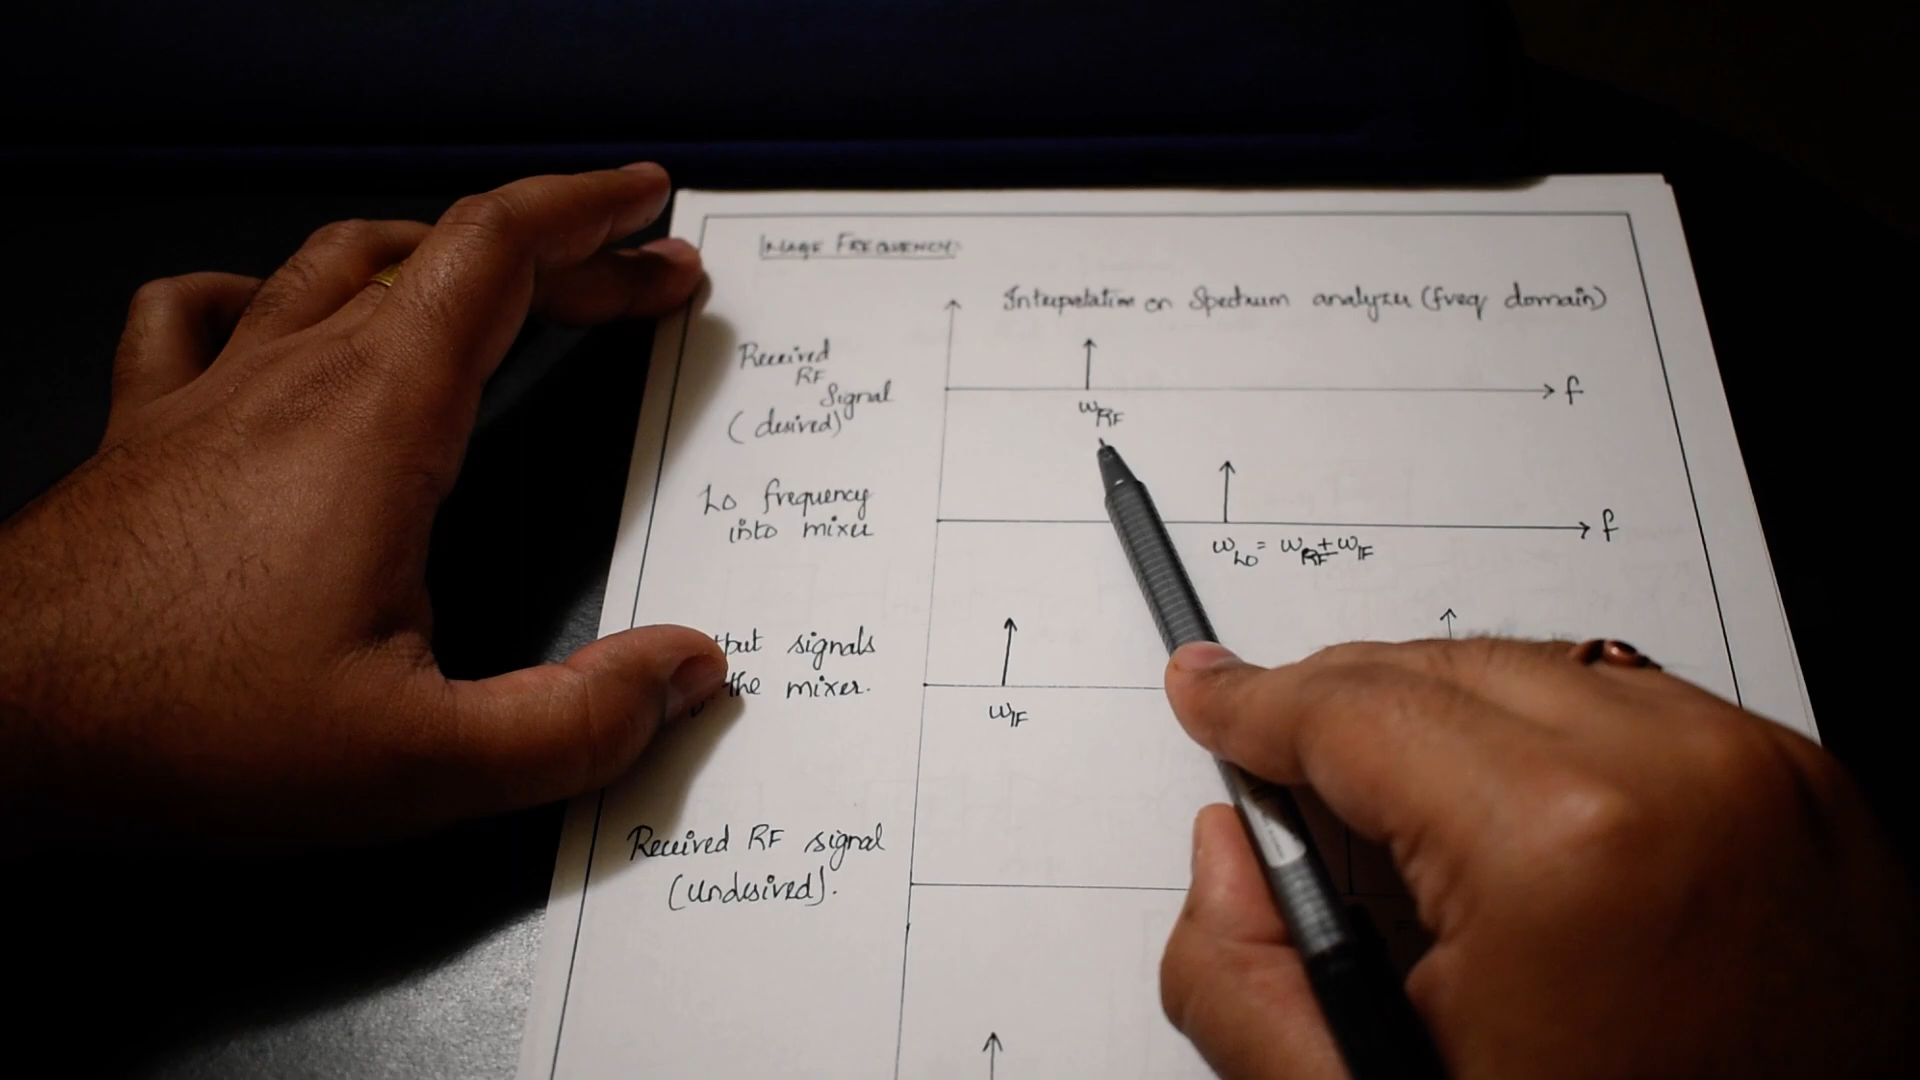 IMAGE FREQUENCY:
Interpretation on Spectrum analyzer (freq domain)
Received
RF
Signal
(desired)
f
ωRF
LO frequency
into mixer
f
ωLO = ωRF + ωIF
signals
the mixer.
ωIF
Received RF signal
(undesired).